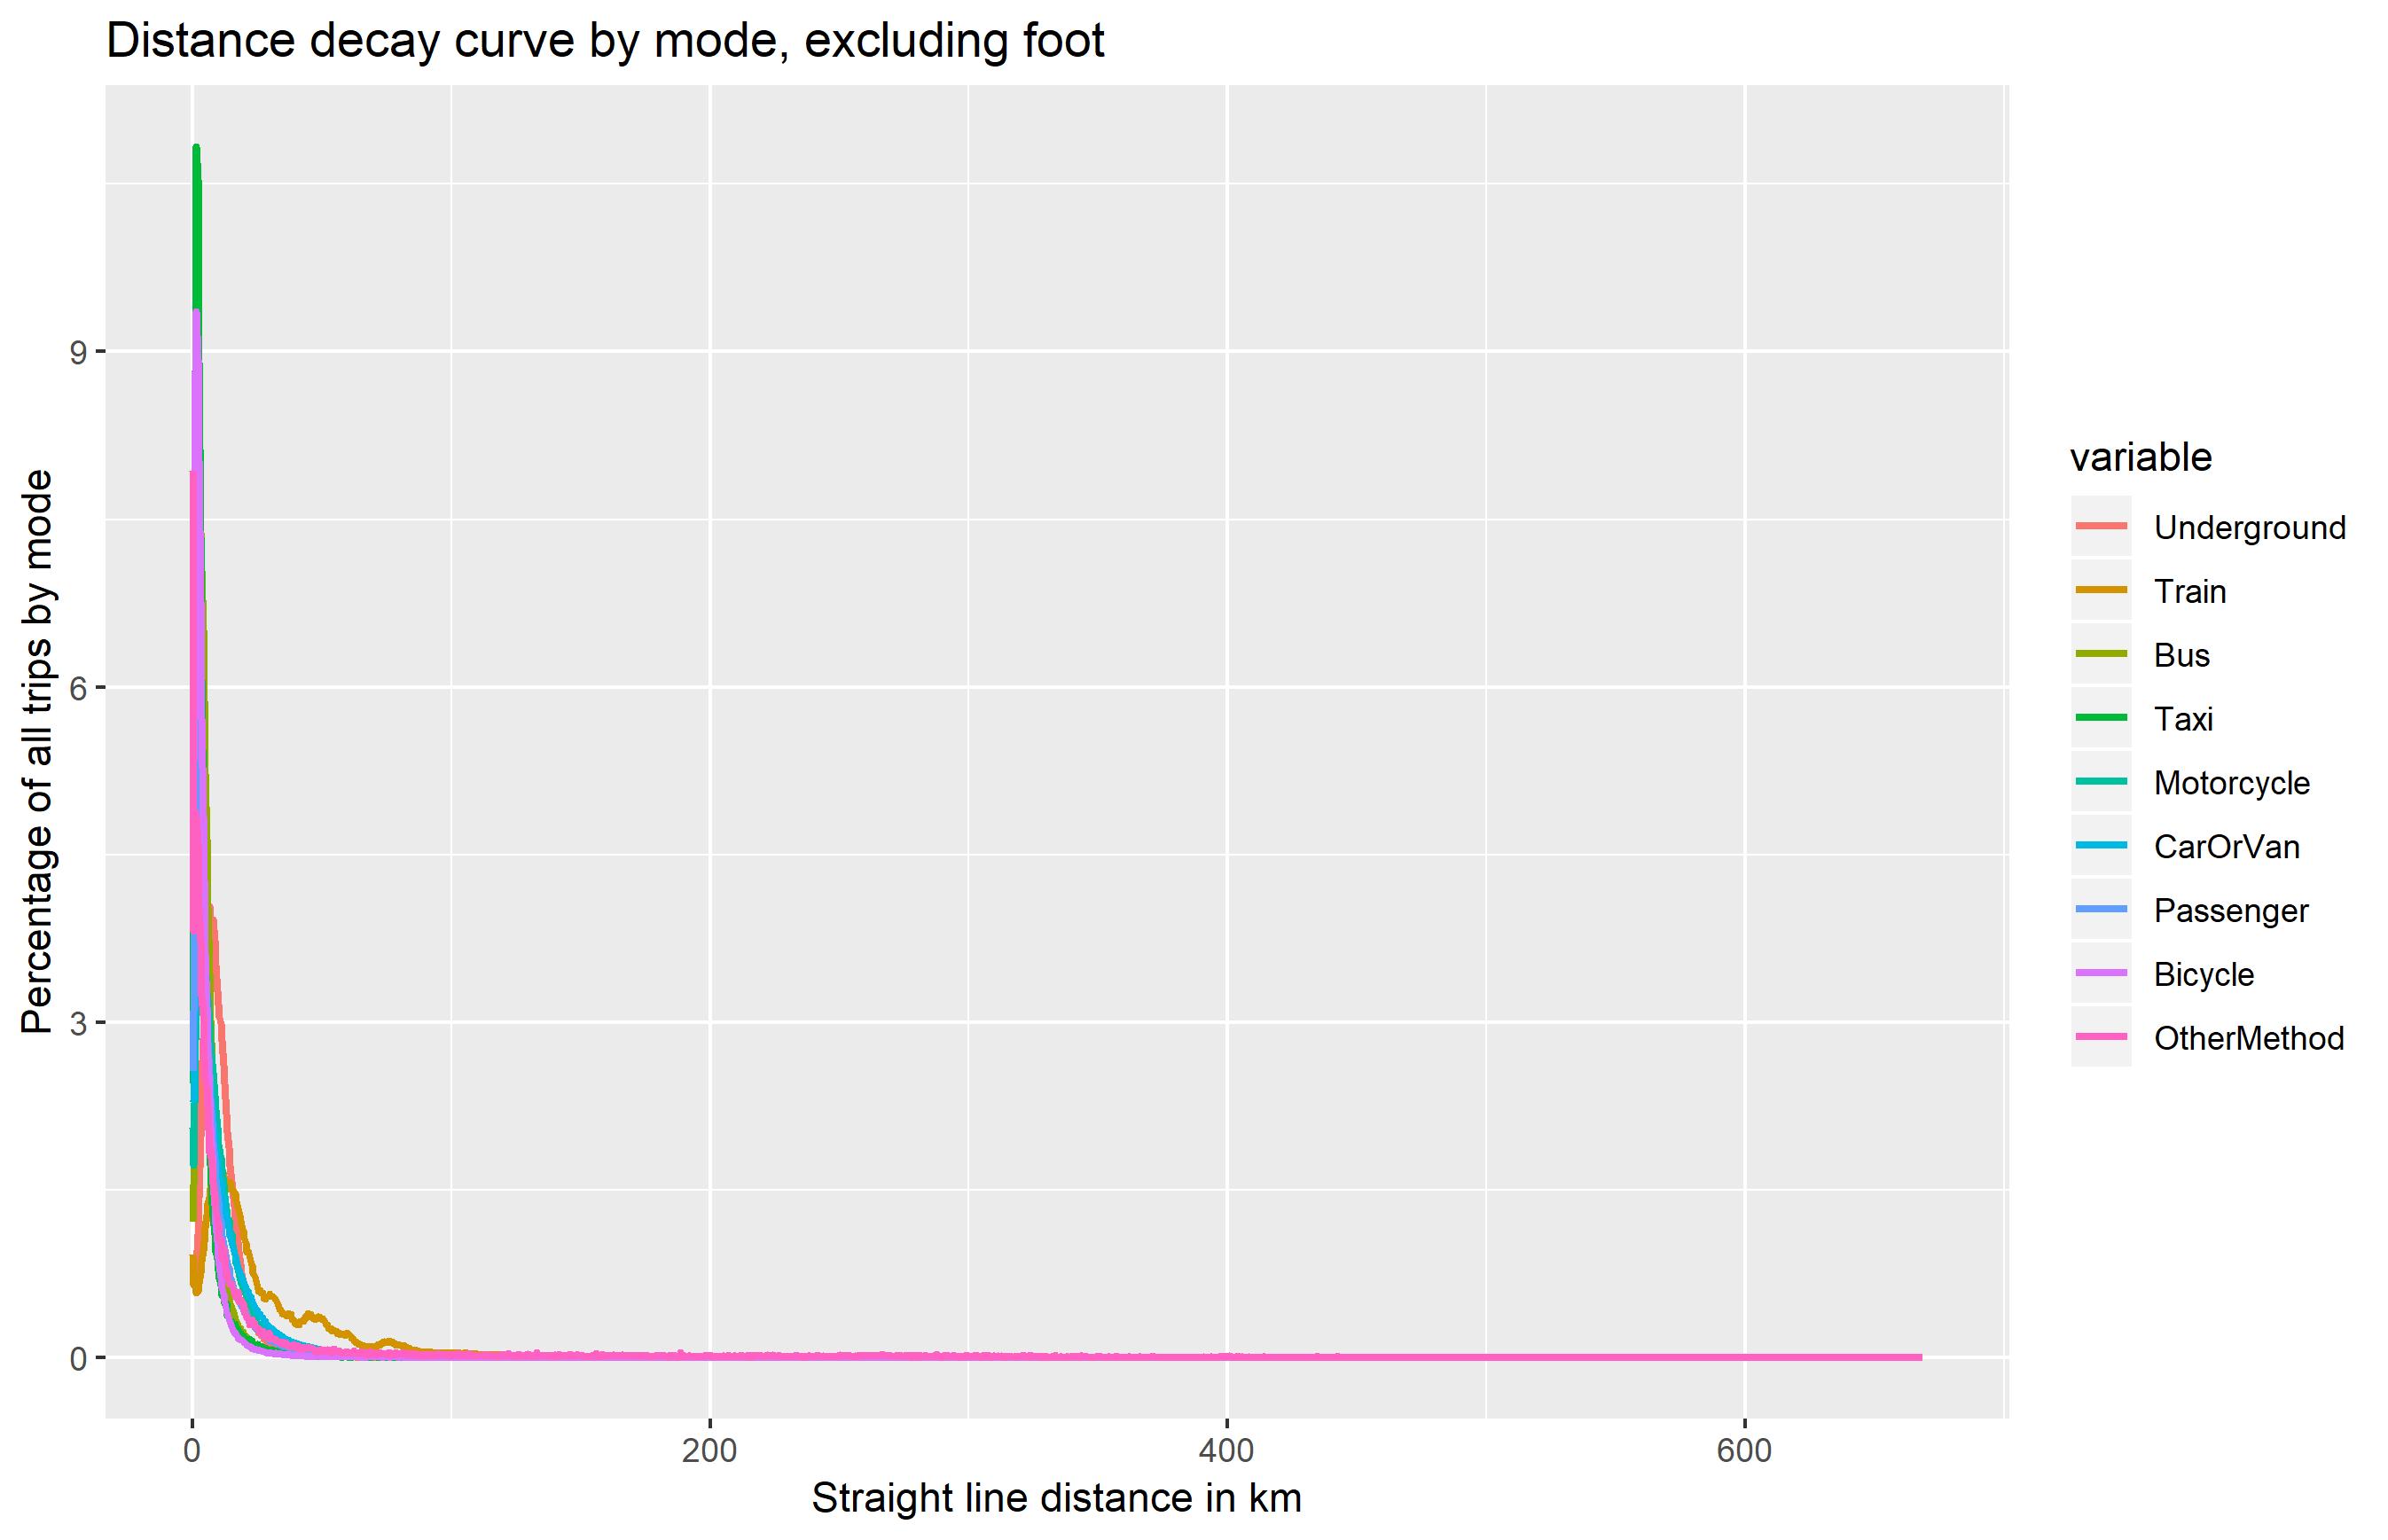 Distance decay curve by mode, excluding foot
Percentage of all trips by mode
9
6
3
0
0 200 400 600
Straight line distance in km
variable
Underground
Train
Bus
Taxi
Motorcycle
CarOrVan
Passenger
Bicycle
OtherMethod